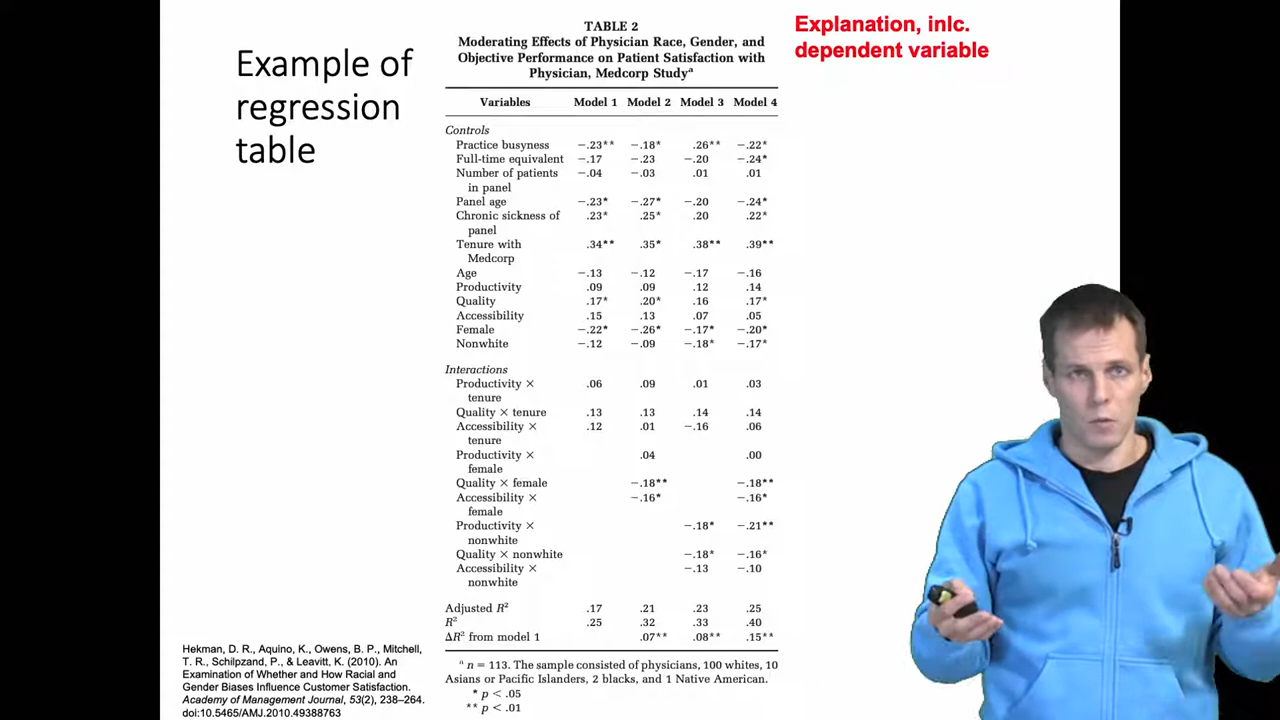 Example of
regression
table
TABLE 2
Moderating Effects of Physician Race, Gender, and
Objective Performance on Patient Satisfaction with
Physician, Medcorp Studyᵃ
Explanation, inlc.
dependent variable
Variables Model 1 Model 2 Model 3 Model 4
Controls
Practice busyness −.23** −.18* .26** −.22*
Full-time equivalent −.17 −.23 −.20 −.24*
Number of patients −.04 −.03 .01 .01
in panel
Panel age −.23* −.27* −.20 −.24*
Chronic sickness of .23* .25* .20 .22*
panel
Tenure with .34** .35* .38** .39**
Medcorp
Age −.13 −.12 −.17 −.16
Productivity .09 .09 .12 .14
Quality .17* .20* .16 .17*
Accessibility .15 .13 .07 .05
Female −.22* −.26* −.17* −.20*
Nonwhite −.12 −.09 −.18* −.17*
Interactions
Productivity × .06 .09 .01 .03
tenure
Quality × tenure .13 .13 .14 .14
Accessibility × .12 .01 −.16 .06
tenure
Productivity × .04 .00
female
Quality × female −.18** −.18**
Accessibility × −.16* −.16*
female
Productivity × −.18* −.21**
nonwhite
Quality × nonwhite −.18* −.16*
Accessibility × −.13 −.10
nonwhite
Adjusted R² .17 .21 .23 .25
R² .25 .32 .33 .40
ΔR² from model 1 .07** .08** .15**
ᵃ n = 113. The sample consisted of physicians, 100 whites, 10
Asians or Pacific Islanders, 2 blacks, and 1 Native American.
* p < .05
** p < .01
Hekman, D. R., Aquino, K., Owens, B. P., Mitchell,
T. R., Schilpzand, P., & Leavitt, K. (2010). An
Examination of Whether and How Racial and
Gender Biases Influence Customer Satisfaction.
Academy of Management Journal, 53(2), 238–264.
doi:10.5465/AMJ.2010.49388763